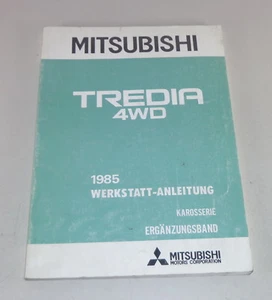 MITSUBISHI
TREDIA
4WD
1985
WERKSTATT-ANLEITUNG
KAROSSERIE
ERGÄNZUNGSBAND
MITSUBISHI
MOTORS CORPORATION